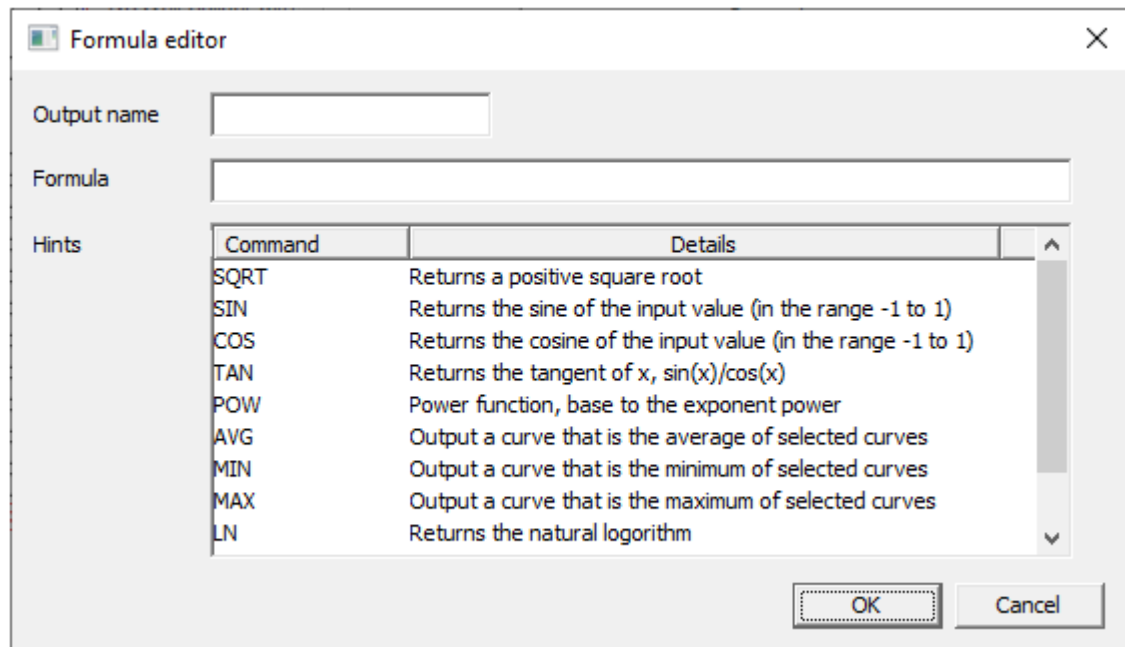 Formula editor
Output name
Formula
Hints
Command Details
SQRT Returns a positive square root
SIN Returns the sine of the input value (in the range -1 to 1)
COS Returns the cosine of the input value (in the range -1 to 1)
TAN Returns the tangent of x, sin(x)/cos(x)
POW Power function, base to the exponent power
AVG Output a curve that is the average of selected curves
MIN Output a curve that is the minimum of selected curves
MAX Output a curve that is the maximum of selected curves
LN Returns the natural logorithm
OK Cancel